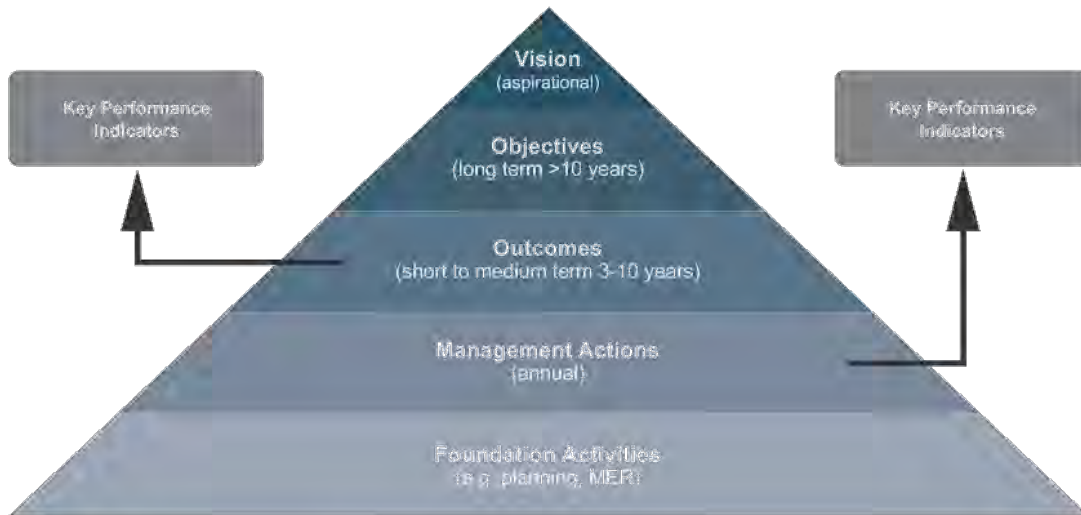 Vision
(aspirational)
Key Performance
Indicators
Key Performance
Indicators
Objectives
(long term >10 years)
Outcomes
(short to medium term 3-10 years)
Management Actions
(annual)
Foundation Activities
(e.g. planning, MERI)